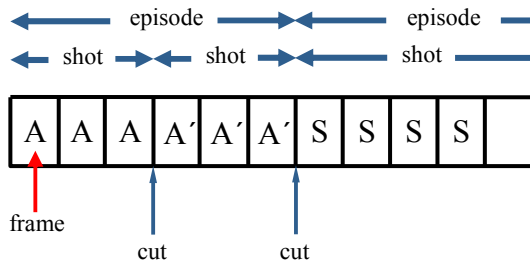 episode episode
shot shot shot
A A A A´ A´ A´ S S S S
frame
cut cut